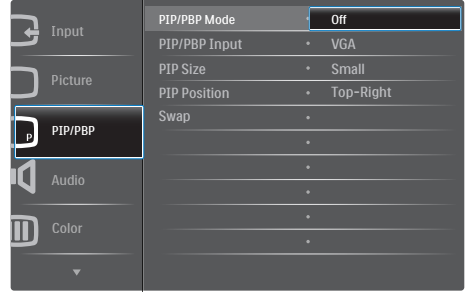 Input
Picture
PIP/PBP
P
Audio
Color
PIP/PBP Mode • Off
PIP/PBP Input • VGA
PIP Size • Small
PIP Position • Top-Right
Swap •
•
•
•
•
•